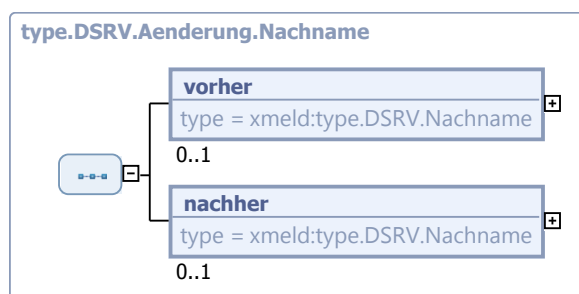 type.DSRV.Aenderung.Nachname
vorher
type = xmeld:type.DSRV.Nachname
0..1
nachher
type = xmeld:type.DSRV.Nachname
0..1